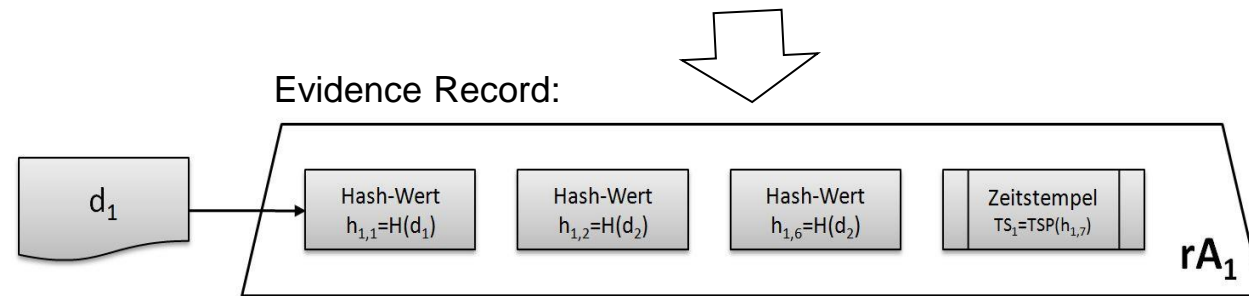 Evidence Record:
d₁
Hash-Wert
h₁,₁=H(d₁)
Hash-Wert
h₁,₂=H(d₂)
Hash-Wert
h₁,₆=H(d₂)
Zeitstempel
TS₁=TSP(h₁,₇)
rA₁